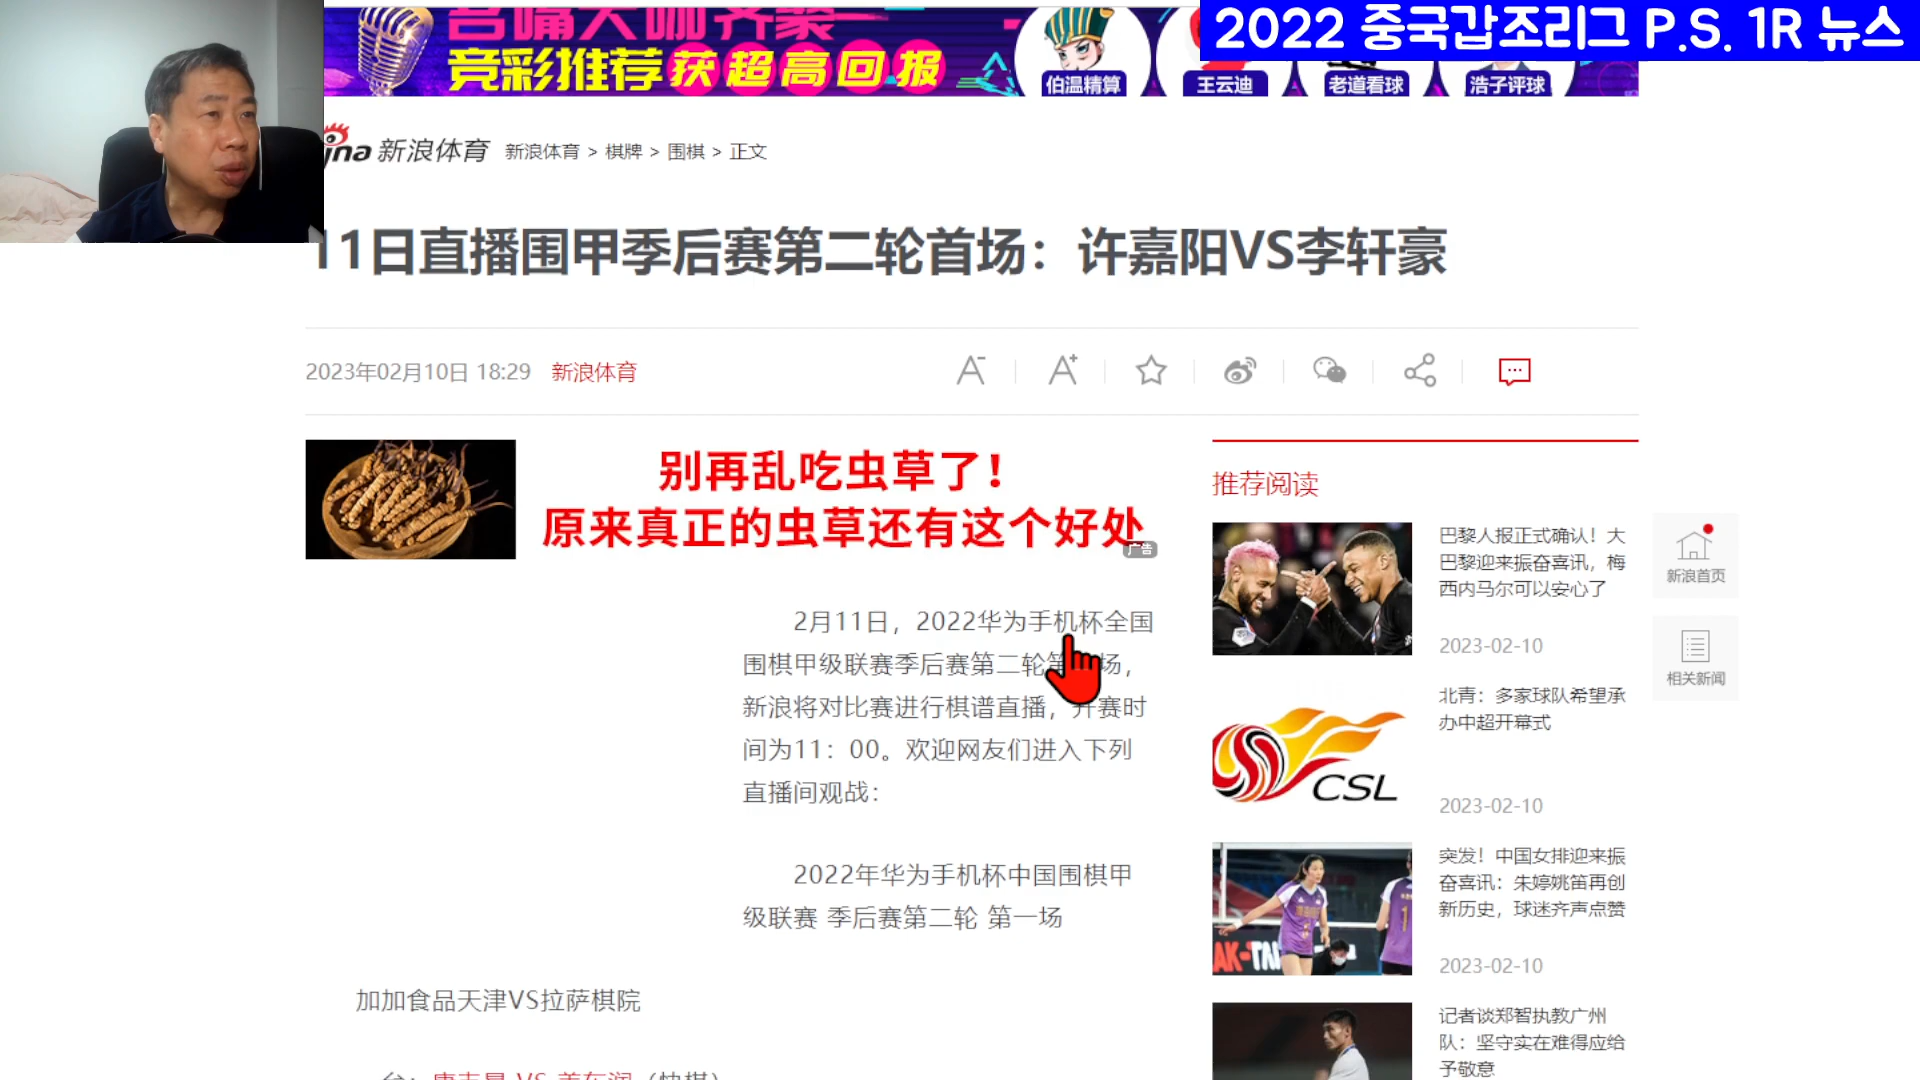 2022 중국갑조리그 P.S. 1R 뉴스
名嘴大咖齐聚
竞彩推荐获超高回报
伯温精算
王云迪
老道看球
浩子评球
新浪体育
新浪体育 > 棋牌 > 围棋 > 正文
11日直播围甲季后赛第二轮首场：许嘉阳VS李轩豪
2023年02月10日 18:29 新浪体育
别再乱吃虫草了！
原来真正的虫草还有这个好处
广告
2月11日，2022华为手机杯全国
围棋甲级联赛季后赛第二轮 场，
新浪将对比赛进行棋谱直播，开赛时
间为11：00。欢迎网友们进入下列
直播间观战：
2022年华为手机杯中国围棋甲
级联赛 季后赛第二轮 第一场
加加食品天津VS拉萨棋院
推荐阅读
巴黎人报正式确认！大
巴黎迎来振奋喜讯，梅
西内马尔可以安心了
2023-02-10
CSL
北青：多家球队希望承
办中超开幕式
2023-02-10
突发！中国女排迎来振
奋喜讯：朱婷姚笛再创
新历史，球迷齐声点赞
2023-02-10
记者谈郑智执教广州
队：坚守实在难得应给
予敬意
新浪首页
相关新闻